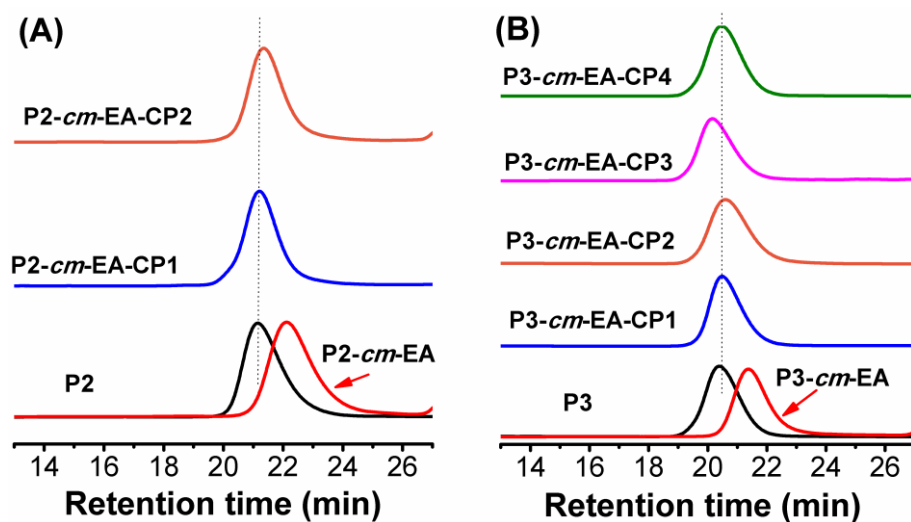 (A)
P2-cm-EA-CP2
P2-cm-EA-CP1
P2-cm-EA
P2
14 16 18 20 22 24 26
Retention time (min)
(B)
P3-cm-EA-CP4
P3-cm-EA-CP3
P3-cm-EA-CP2
P3-cm-EA-CP1
P3-cm-EA
P3
14 16 18 20 22 24 26
Retention time (min)